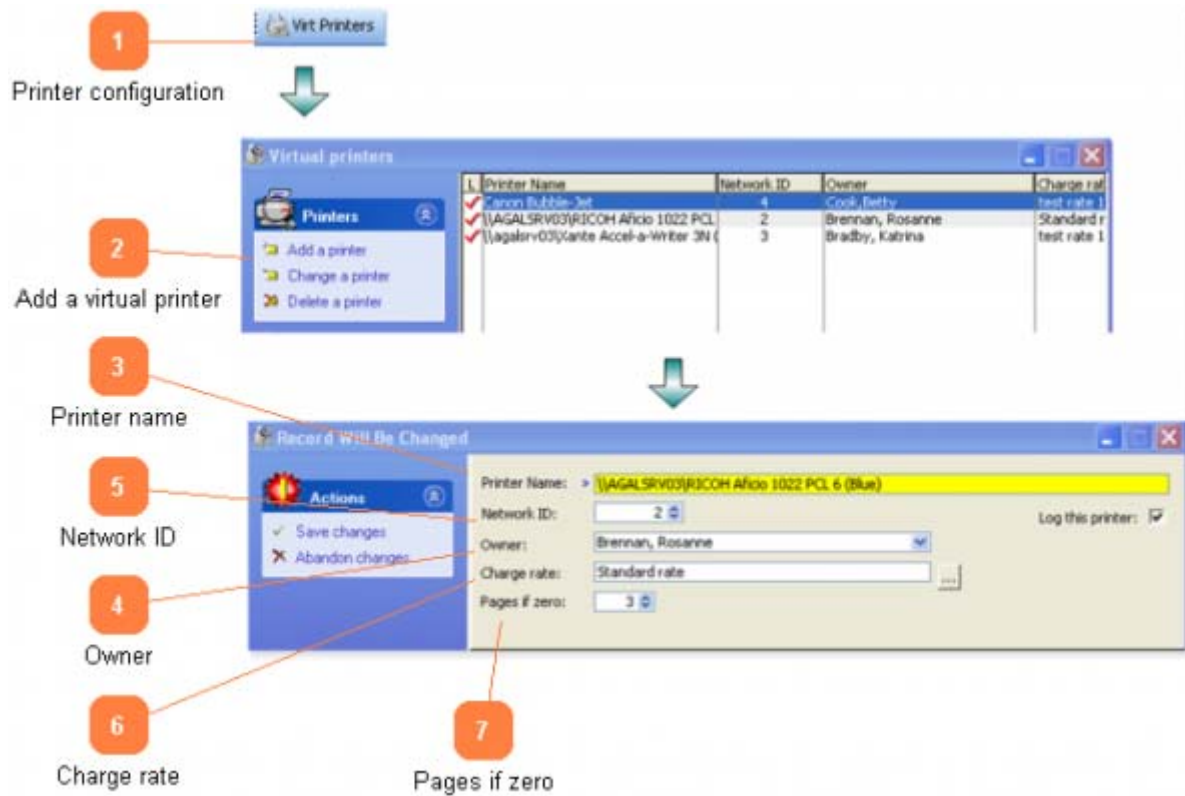 1
Virt Printers
Printer configuration
Virtual printers
L Printer Name Network ID Owner Charge rat
Printers
Canon Bubble-Jet 4 Cook,Betty test rate 1
\\AGALSRV03\RICOH Aficio 1022 PCL 2 Brennan, Rosanne Standard r
\\agalsrv03\Xante Accel-a-Writer 3N ( 3 Bradby, Katrina test rate 1
2
Add a printer
Change a printer
Delete a printer
Add a virtual printer
3
Printer name
Record Will Be Changed
Actions
Save changes
Abandon changes
Printer Name: \\AGALSRV03\RICOH Aficio 1022 PCL 6 (Blue)
Network ID: 2
Log this printer:
Owner: Brennan, Rosanne
Charge rate: Standard rate ...
Pages if zero: 3
5
Network ID
4
Owner
6
Charge rate
7
Pages if zero